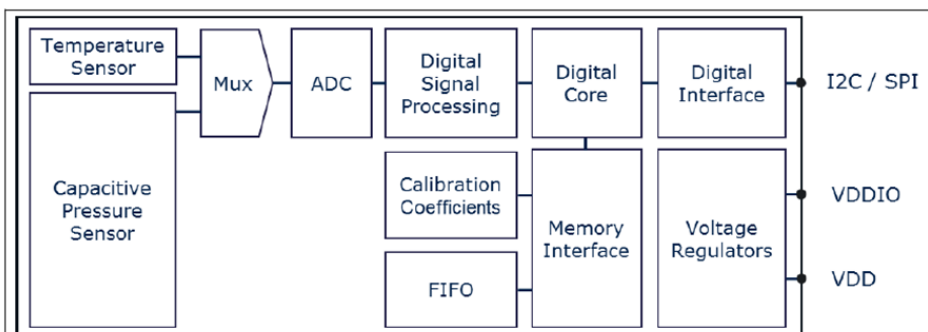 Temperature
Sensor
Mux
ADC
Digital
Signal
Processing
Digital
Core
Digital
Interface
I2C / SPI
Capacitive
Pressure
Sensor
Calibration
Coefficients
FIFO
Memory
Interface
Voltage
Regulators
VDDIO
VDD